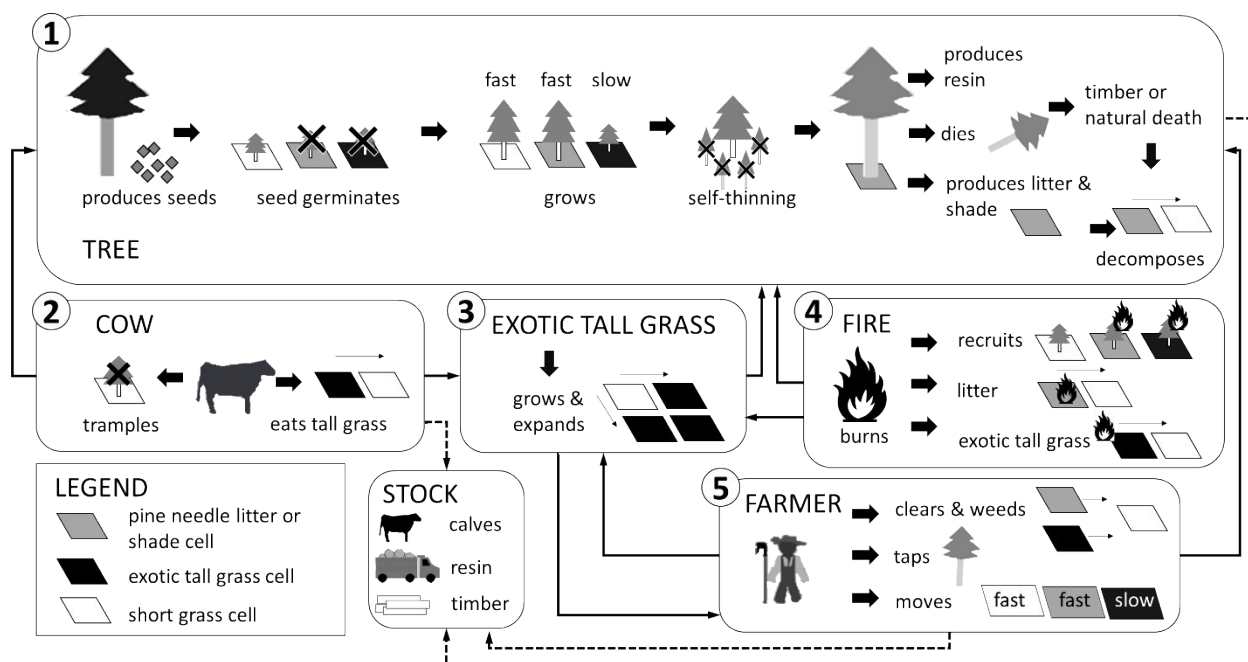 1
fast fast slow
produces
resin
timber or
natural death
dies
produces litter &
shade
produces seeds
seed germinates
grows
self-thinning
decomposes
TREE
2
COW
tramples
eats tall grass
3
EXOTIC TALL GRASS
grows &
expands
4
FIRE
recruits
litter
burns
exotic tall grass
LEGEND
pine needle litter or
shade cell
exotic tall grass cell
short grass cell
STOCK
calves
resin
timber
5
FARMER
clears & weeds
taps
moves
fast fast slow